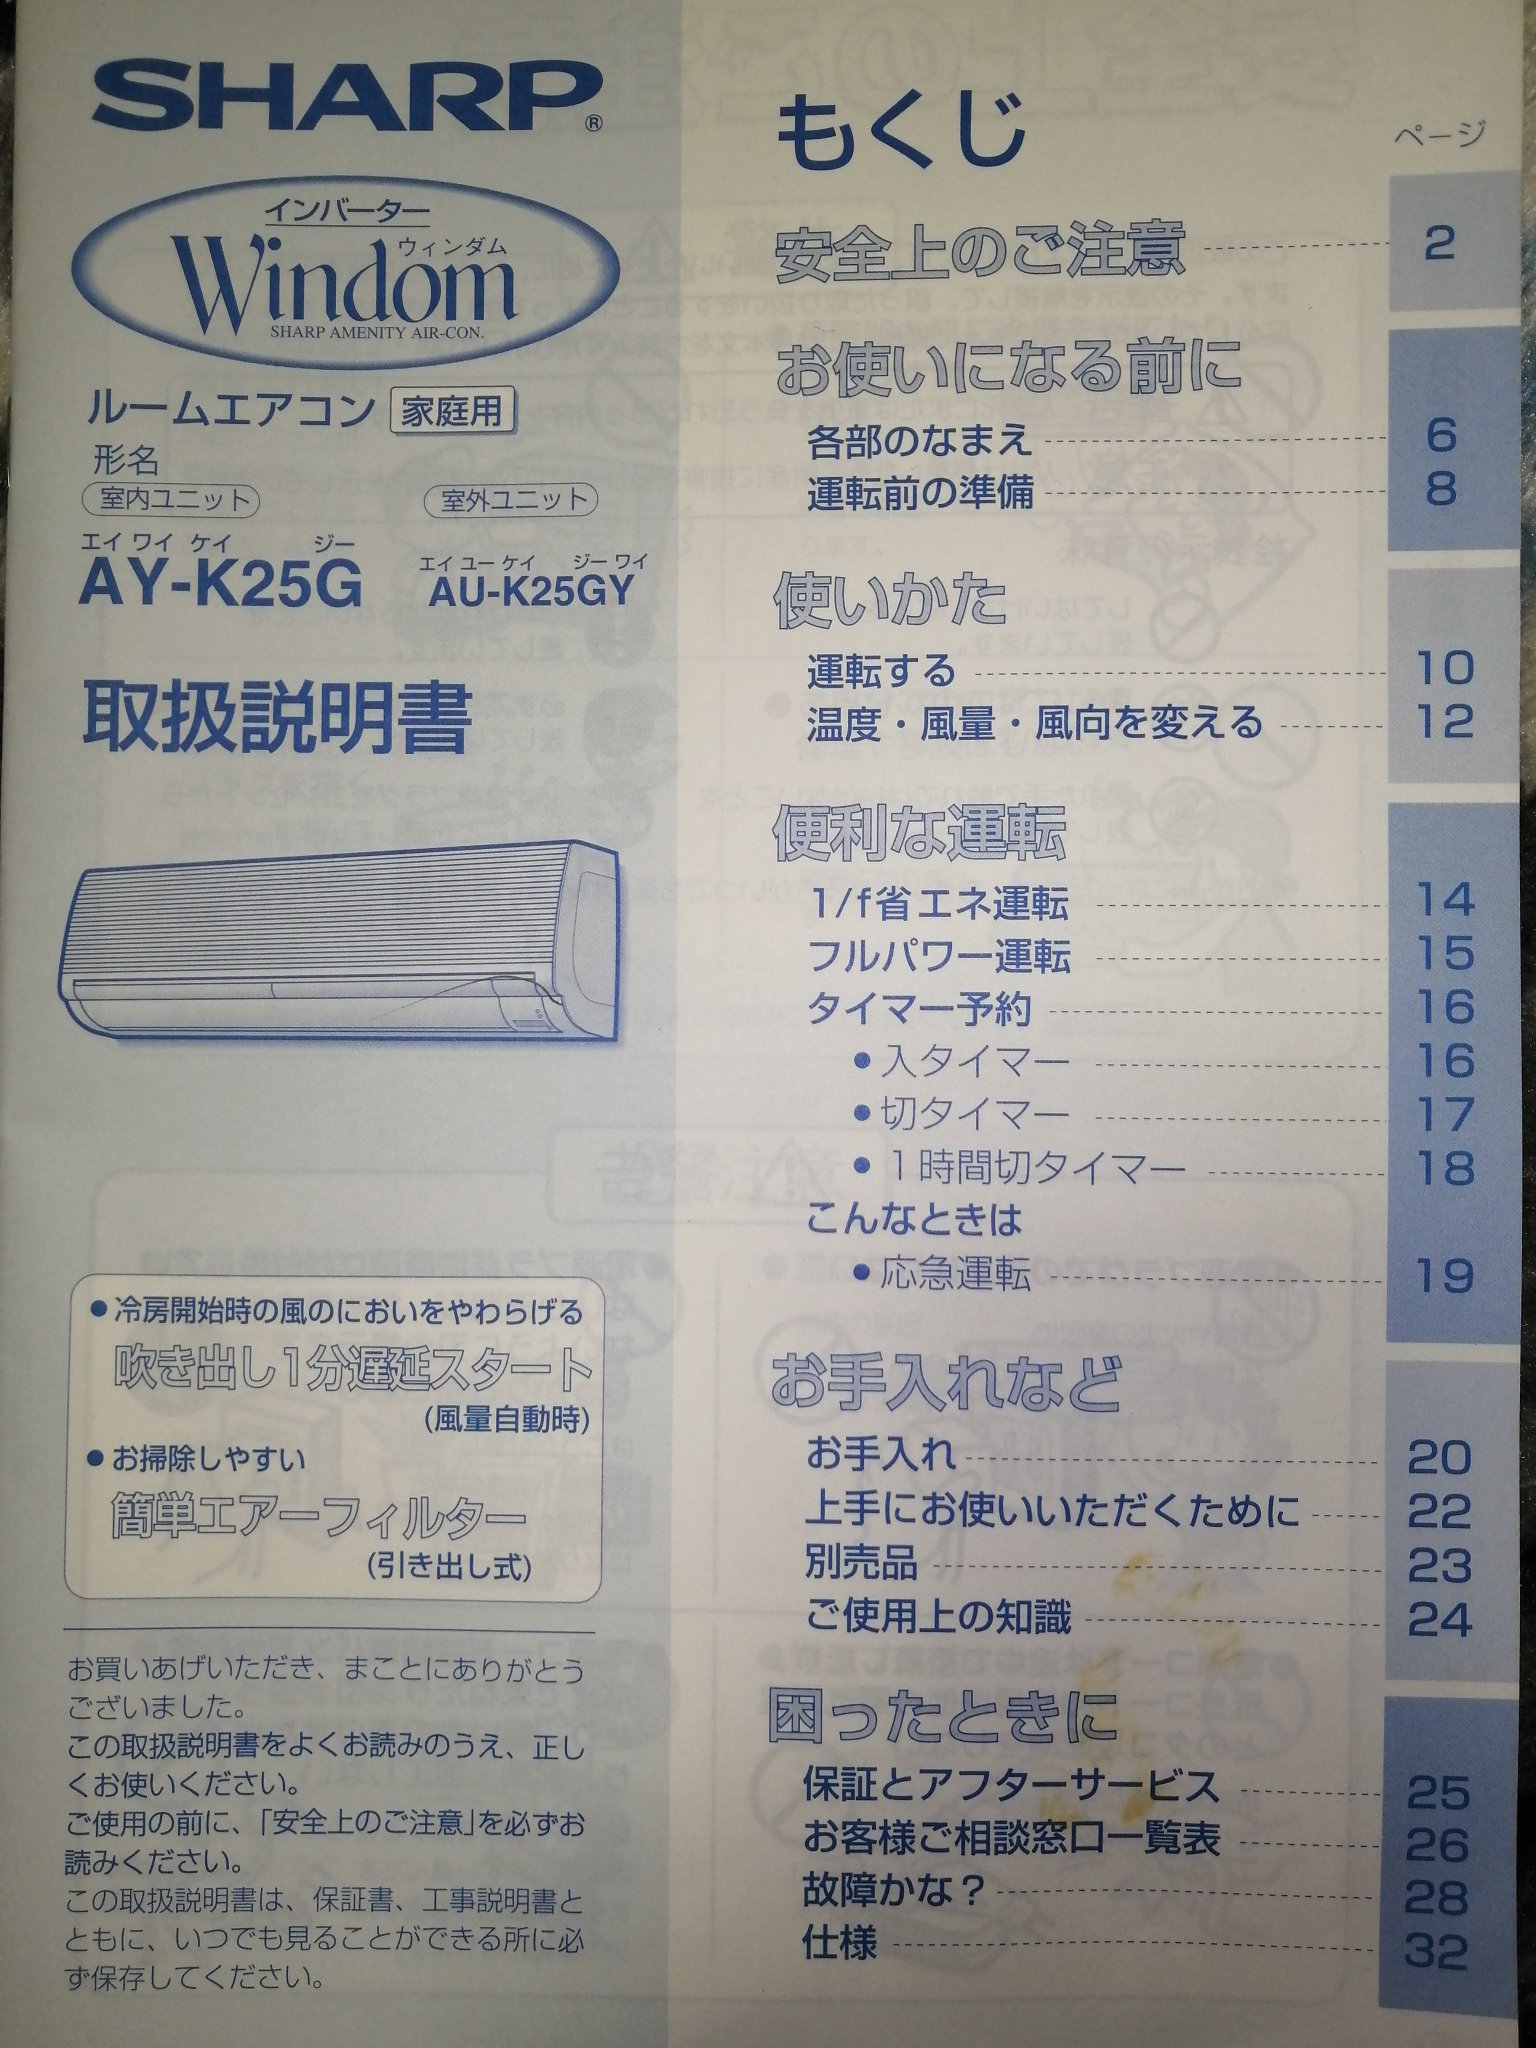 SHARP®
インバーター
ウィンダム
Windom
SHARP AMENITY AIR-CON.
ルームエアコン 家庭用
形名
室内ユニット 室外ユニット
エイ ワイ ケイ ジー
AY-K25G
エイ ユー ケイ ジー ワイ
AU-K25GY
取扱説明書
●冷房開始時の風のにおいをやわらげる
吹き出し1分遅延スタート
(風量自動時)
●お掃除しやすい
簡単エアーフィルター
(引き出し式)
お買いあげいただき、まことにありがとう
ございました。
この取扱説明書をよくお読みのうえ、正し
くお使いください。
ご使用の前に、「安全上のご注意」を必ずお
読みください。
この取扱説明書は、保証書、工事説明書と
ともに、いつでも見ることができる所に必
ず保存してください。
もくじ
ページ
安全上のご注意 2
お使いになる前に
各部のなまえ 6
運転前の準備 8
使いかた
運転する 10
温度・風量・風向を変える 12
便利な運転
1/f省エネ運転 14
フルパワー運転 15
タイマー予約 16
●入タイマー 16
●切タイマー 17
●1時間切タイマー 18
こんなときは
●応急運転 19
お手入れなど
お手入れ 20
上手にお使いいただくために 22
別売品 23
ご使用上の知識 24
困ったときに
保証とアフターサービス 25
お客様ご相談窓口一覧表 26
故障かな？ 28
仕様 32